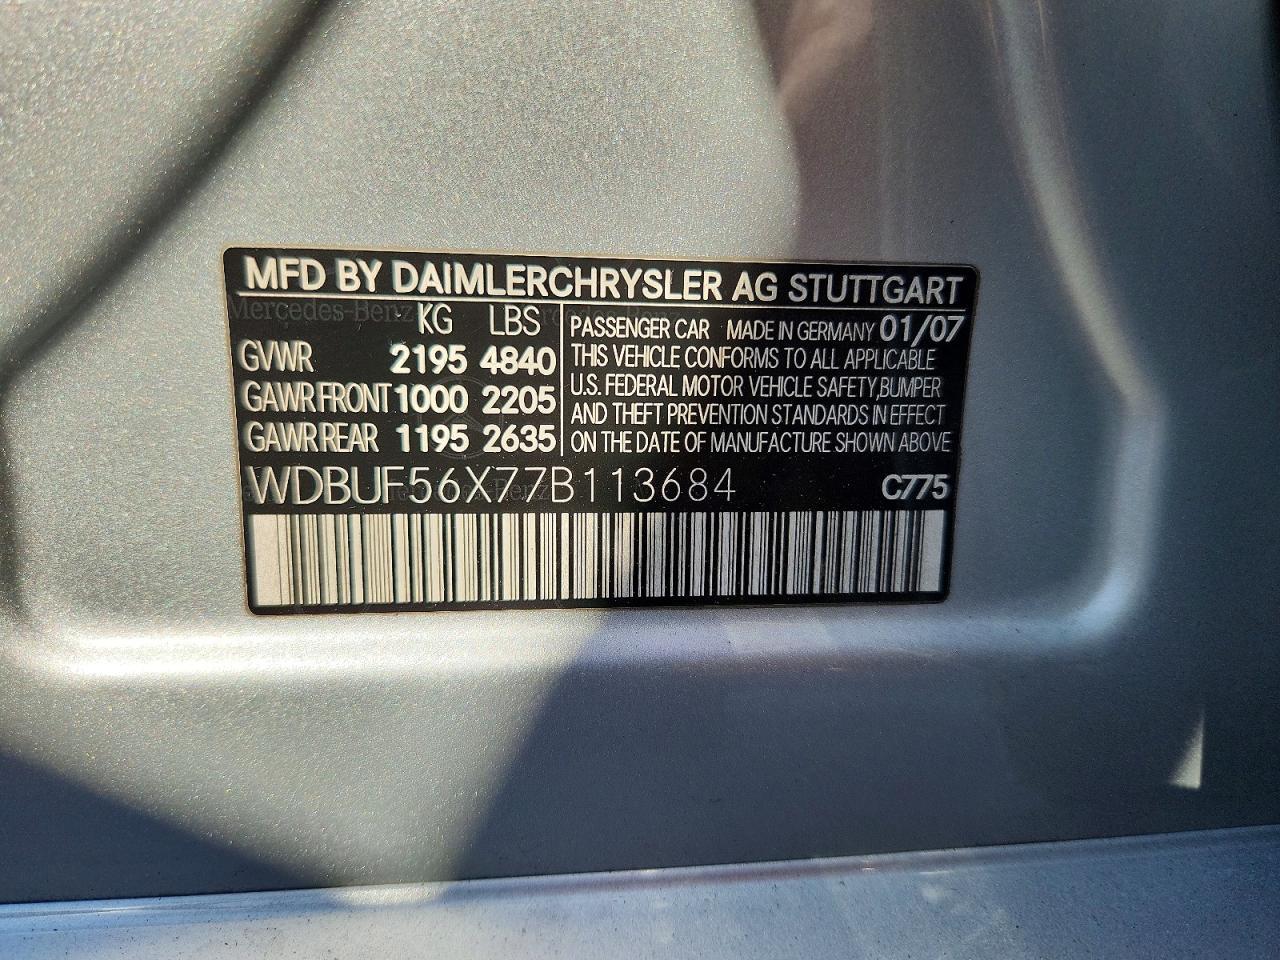 MFD BY DAIMLERCHRYSLER AG STUTTGART
Mercedes-Benz
KG LBS
GVWR 2195 4840
GAWR FRONT 1000 2205
GAWR REAR 1195 2635
PASSENGER CAR MADE IN GERMANY 01/07
THIS VEHICLE CONFORMS TO ALL APPLICABLE
U.S. FEDERAL MOTOR VEHICLE SAFETY,BUMPER
AND THEFT PREVENTION STANDARDS IN EFFECT
ON THE DATE OF MANUFACTURE SHOWN ABOVE
WDBUF56X77B113684 C775